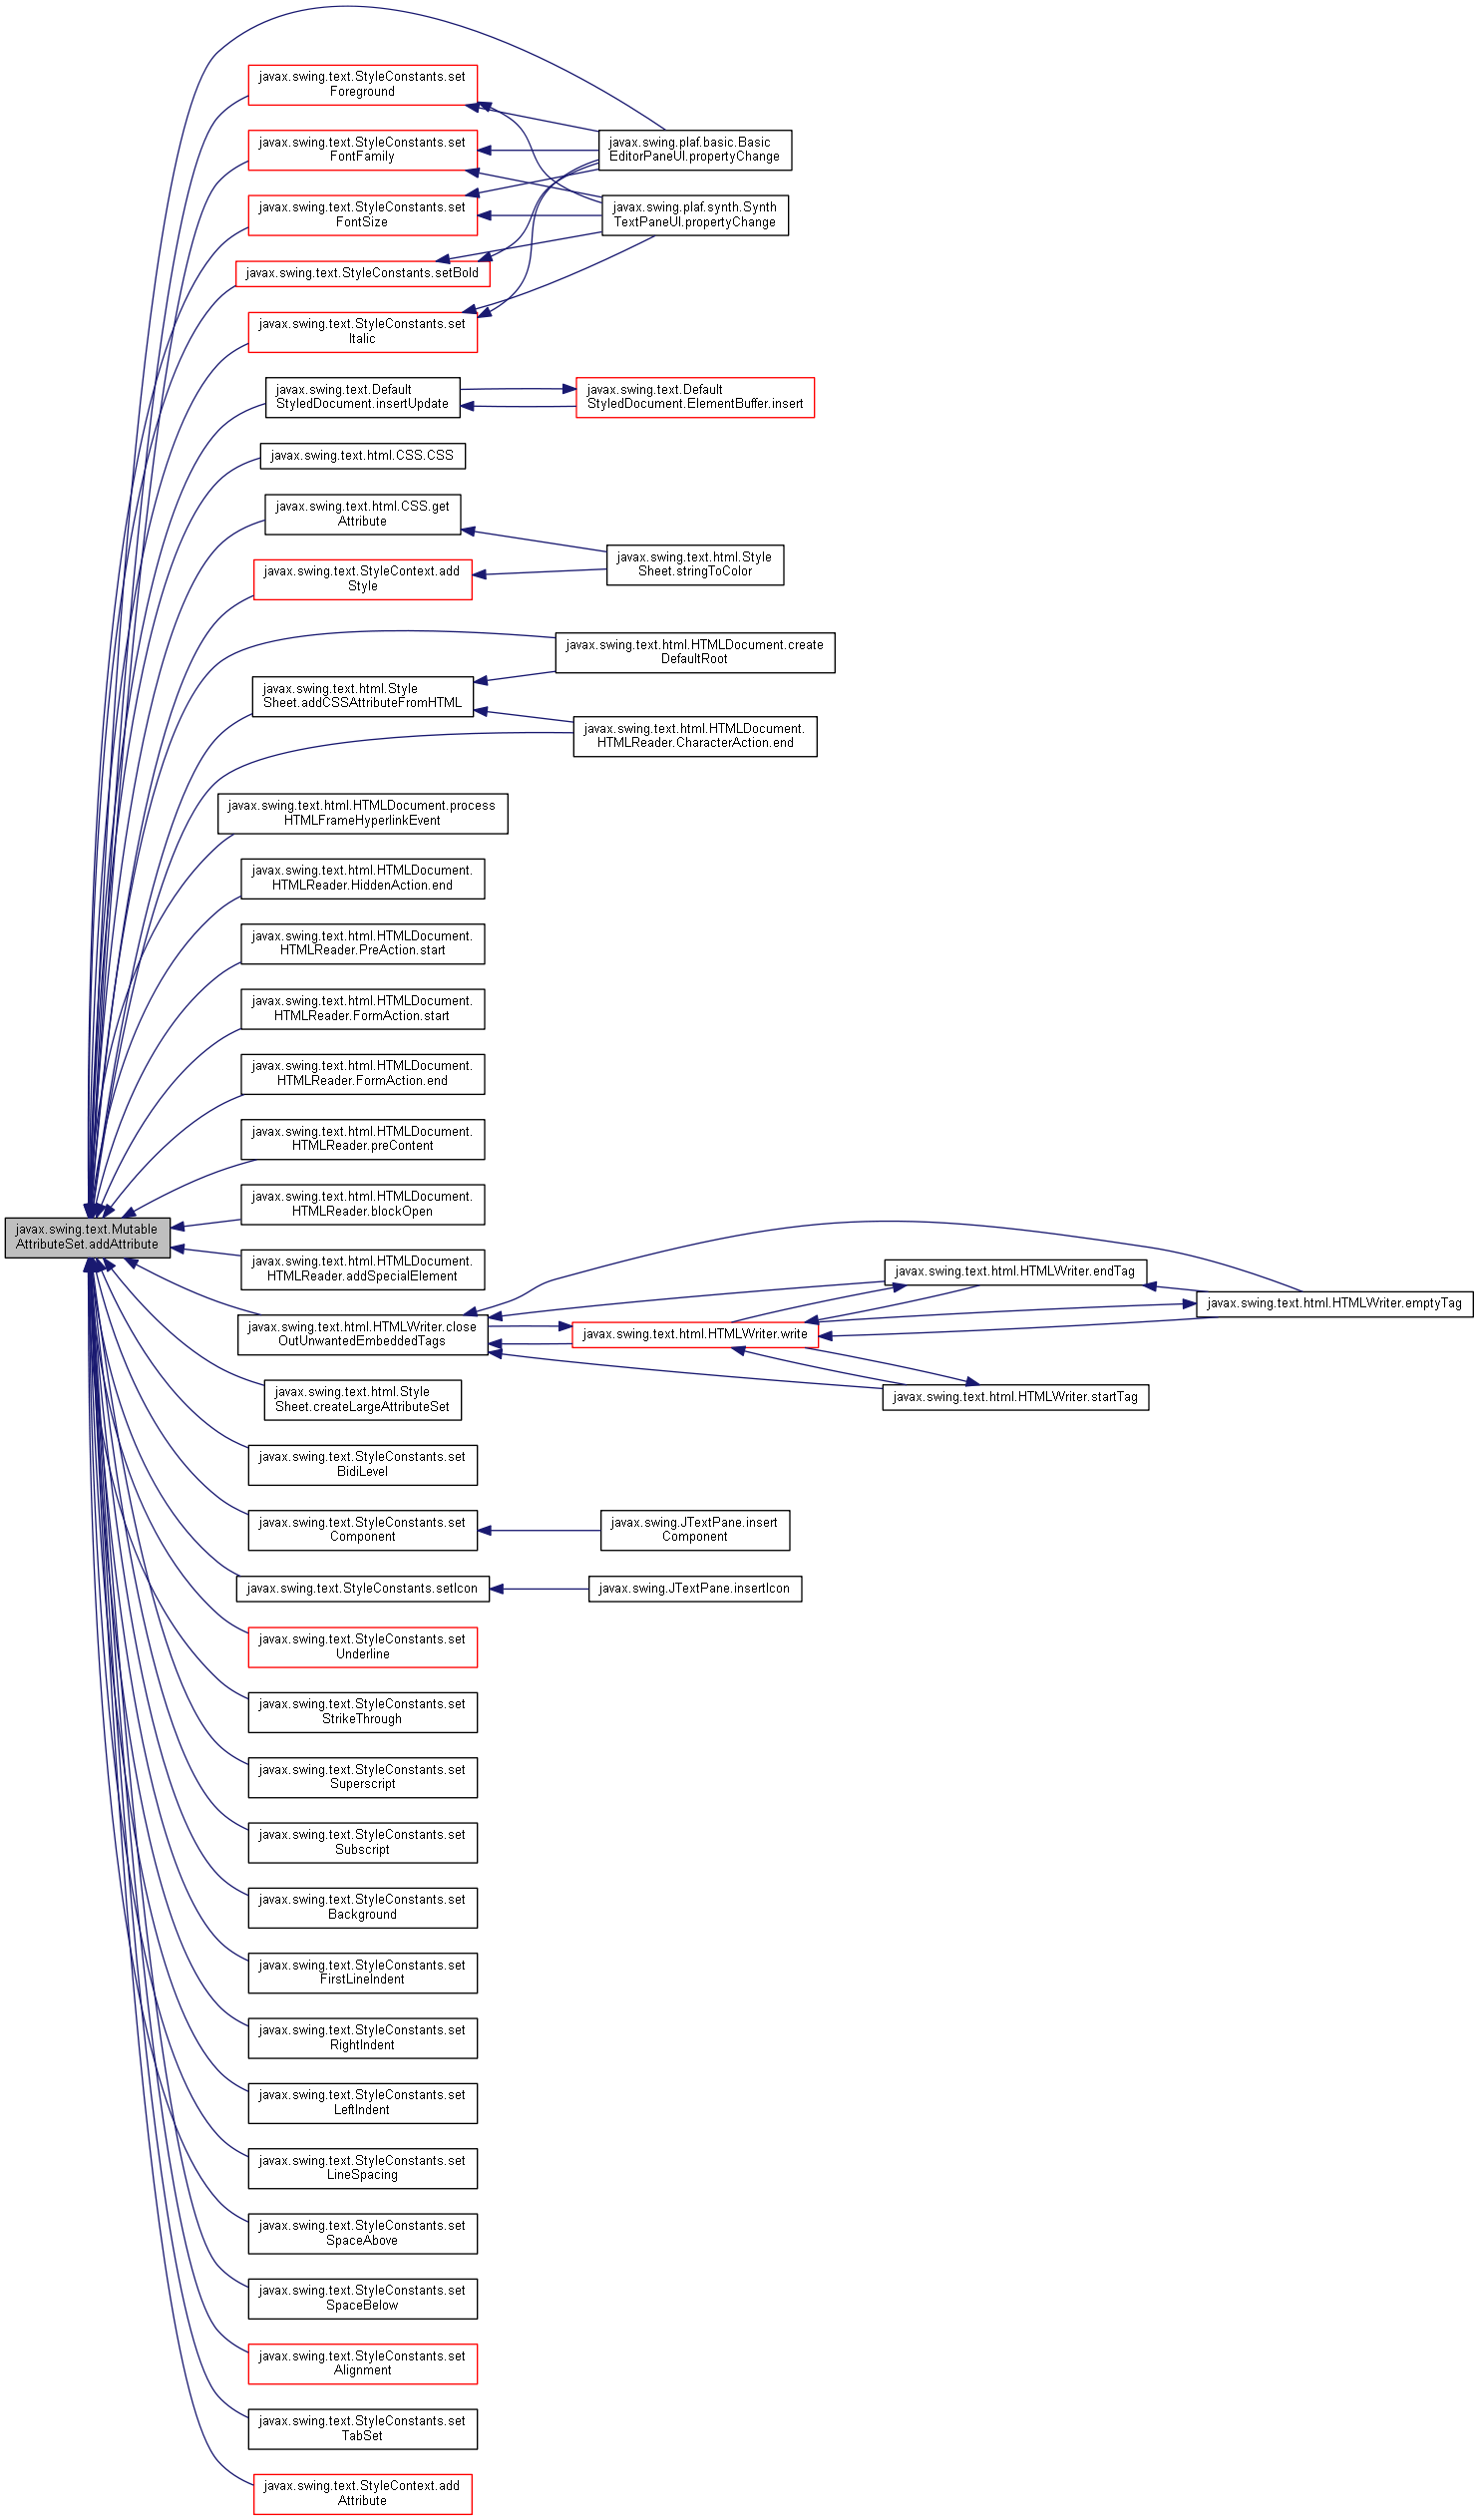 javax.swing.text.StyleConstants.set
Foreground
javax.swing.text.StyleConstants.set
FontFamily
javax.swing.plaf.basic.Basic
EditorPaneUI.propertyChange
javax.swing.text.StyleConstants.set
FontSize
javax.swing.plaf.synth.Synth
TextPaneUI.propertyChange
javax.swing.text.StyleConstants.setBold
javax.swing.text.StyleConstants.set
Italic
javax.swing.text.Default
StyledDocument.insertUpdate
javax.swing.text.Default
StyledDocument.ElementBuffer.insert
javax.swing.text.html.CSS.CSS
javax.swing.text.html.CSS.get
Attribute
javax.swing.text.html.Style
Sheet.stringToColor
javax.swing.text.StyleContext.add
Style
javax.swing.text.html.HTMLDocument.create
DefaultRoot
javax.swing.text.html.Style
Sheet.addCSSAttributeFromHTML
javax.swing.text.html.HTMLDocument.
HTMLReader.CharacterAction.end
javax.swing.text.html.HTMLDocument.process
HTMLFrameHyperlinkEvent
javax.swing.text.html.HTMLDocument.
HTMLReader.HiddenAction.end
javax.swing.text.html.HTMLDocument.
HTMLReader.PreAction.start
javax.swing.text.html.HTMLDocument.
HTMLReader.FormAction.start
javax.swing.text.html.HTMLDocument.
HTMLReader.FormAction.end
javax.swing.text.html.HTMLDocument.
HTMLReader.preContent
javax.swing.text.html.HTMLDocument.
HTMLReader.blockOpen
javax.swing.text.Mutable
AttributeSet.addAttribute
javax.swing.text.html.HTMLDocument.
HTMLReader.addSpecialElement
javax.swing.text.html.HTMLWriter.close
OutUnwantedEmbeddedTags
javax.swing.text.html.HTMLWriter.write
javax.swing.text.html.HTMLWriter.endTag
javax.swing.text.html.HTMLWriter.emptyTag
javax.swing.text.html.HTMLWriter.startTag
javax.swing.text.html.Style
Sheet.createLargeAttributeSet
javax.swing.text.StyleConstants.set
BidiLevel
javax.swing.text.StyleConstants.set
Component
javax.swing.JTextPane.insert
Component
javax.swing.text.StyleConstants.setIcon
javax.swing.JTextPane.insertIcon
javax.swing.text.StyleConstants.set
Underline
javax.swing.text.StyleConstants.set
StrikeThrough
javax.swing.text.StyleConstants.set
Superscript
javax.swing.text.StyleConstants.set
Subscript
javax.swing.text.StyleConstants.set
Background
javax.swing.text.StyleConstants.set
FirstLineIndent
javax.swing.text.StyleConstants.set
RightIndent
javax.swing.text.StyleConstants.set
LeftIndent
javax.swing.text.StyleConstants.set
LineSpacing
javax.swing.text.StyleConstants.set
SpaceAbove
javax.swing.text.StyleConstants.set
SpaceBelow
javax.swing.text.StyleConstants.set
Alignment
javax.swing.text.StyleConstants.set
TabSet
javax.swing.text.StyleContext.add
Attribute